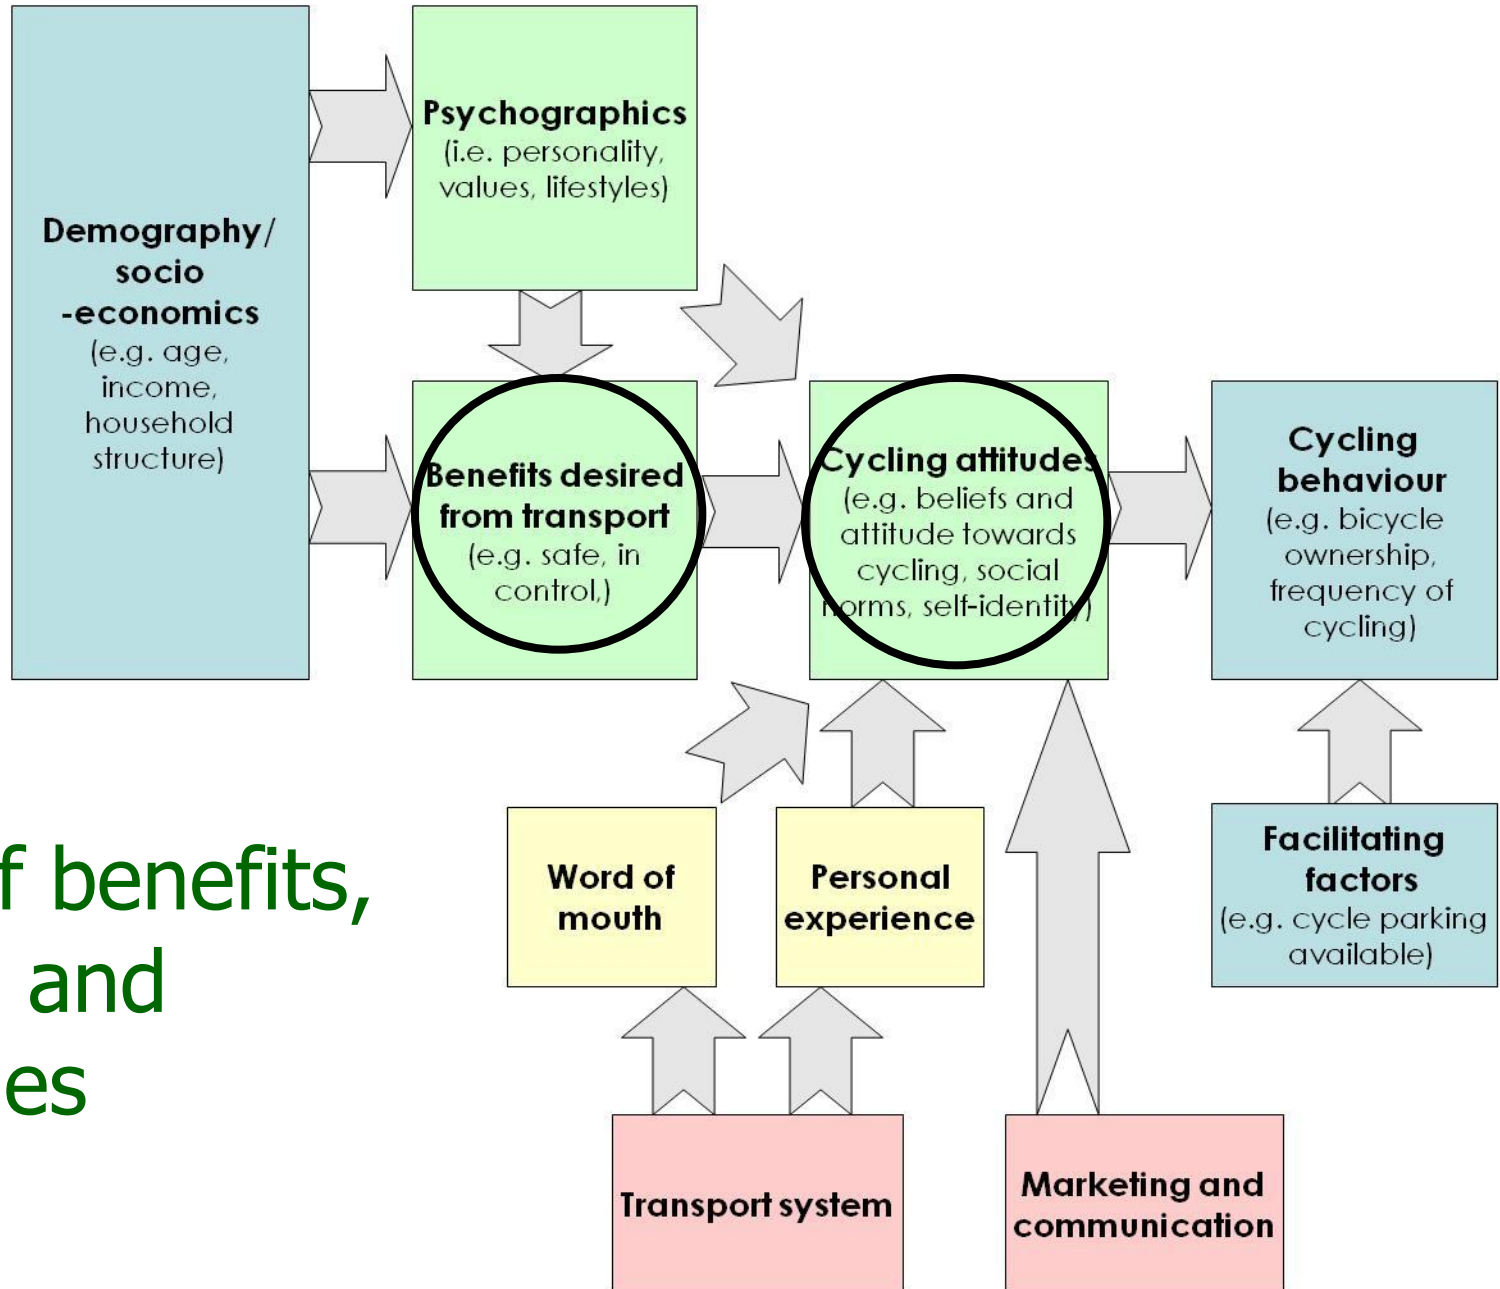 Psychographics
(i.e. personality,
values, lifestyles)
Demography/
socio
-economics
(e.g. age,
income,
household
structure)
Benefits desired
from transport
(e.g. safe, in
control,)
Cycling attitudes
(e.g. beliefs and
attitude towards
cycling, social
norms, self-identity)
Cycling
behaviour
(e.g. bicycle
ownership,
frequency of
cycling)
f benefits,
and
es
Word of
mouth
Personal
experience
Facilitating
factors
(e.g. cycle parking
available)
Transport system
Marketing and
communication